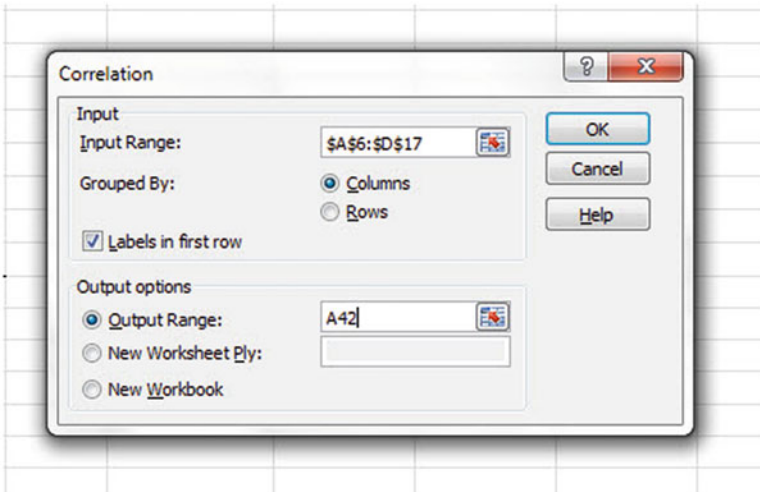 Correlation
Input
Input Range: $A$6:$D$17
OK
Cancel
Help
Grouped By: Columns
Rows
Labels in first row
Output options
Output Range: A42
New Worksheet Ply:
New Workbook